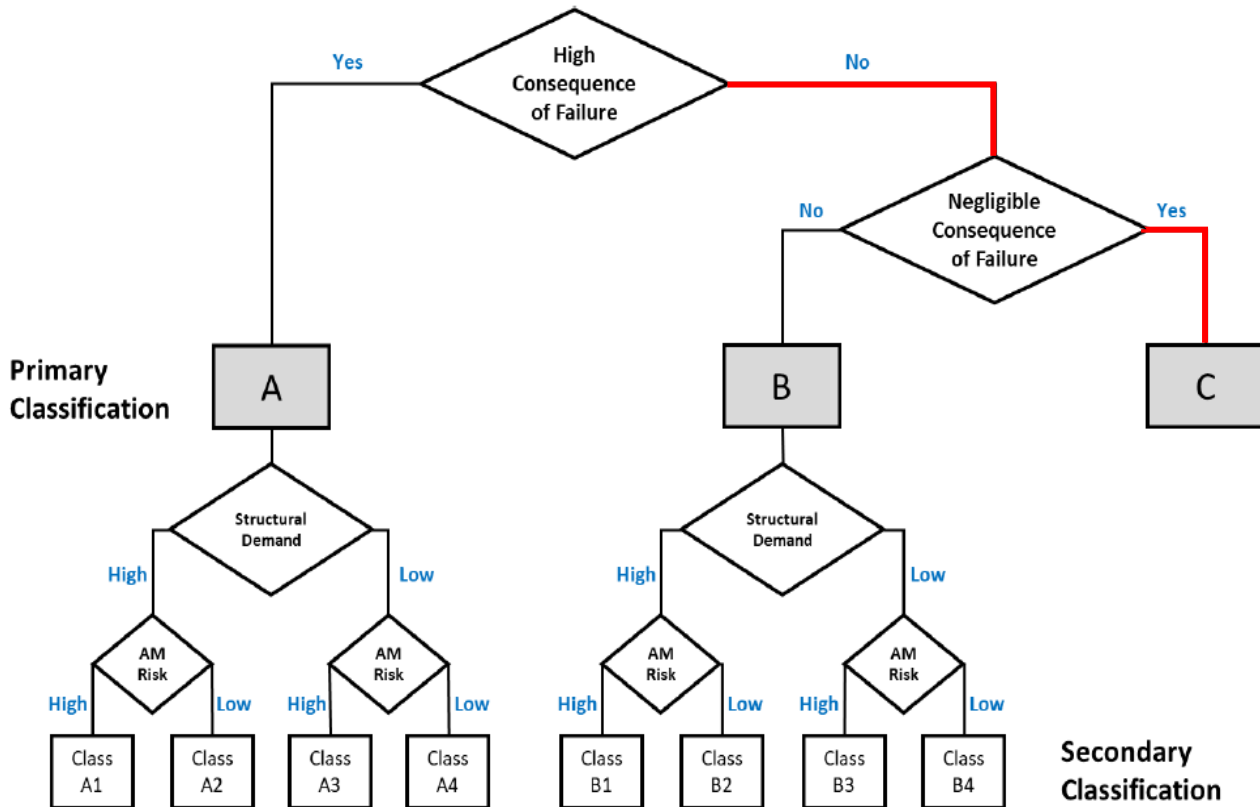 High
Consequence
of Failure
Yes
No
Negligible
Consequence
of Failure
No
Yes
Primary
Classification
A
B
C
Structural
Demand
High
Low
Structural
Demand
High
Low
AM
Risk
High
Low
AM
Risk
High
Low
AM
Risk
High
Low
AM
Risk
High
Low
Class
A1
Class
A2
Class
A3
Class
A4
Class
B1
Class
B2
Class
B3
Class
B4
Secondary
Classification